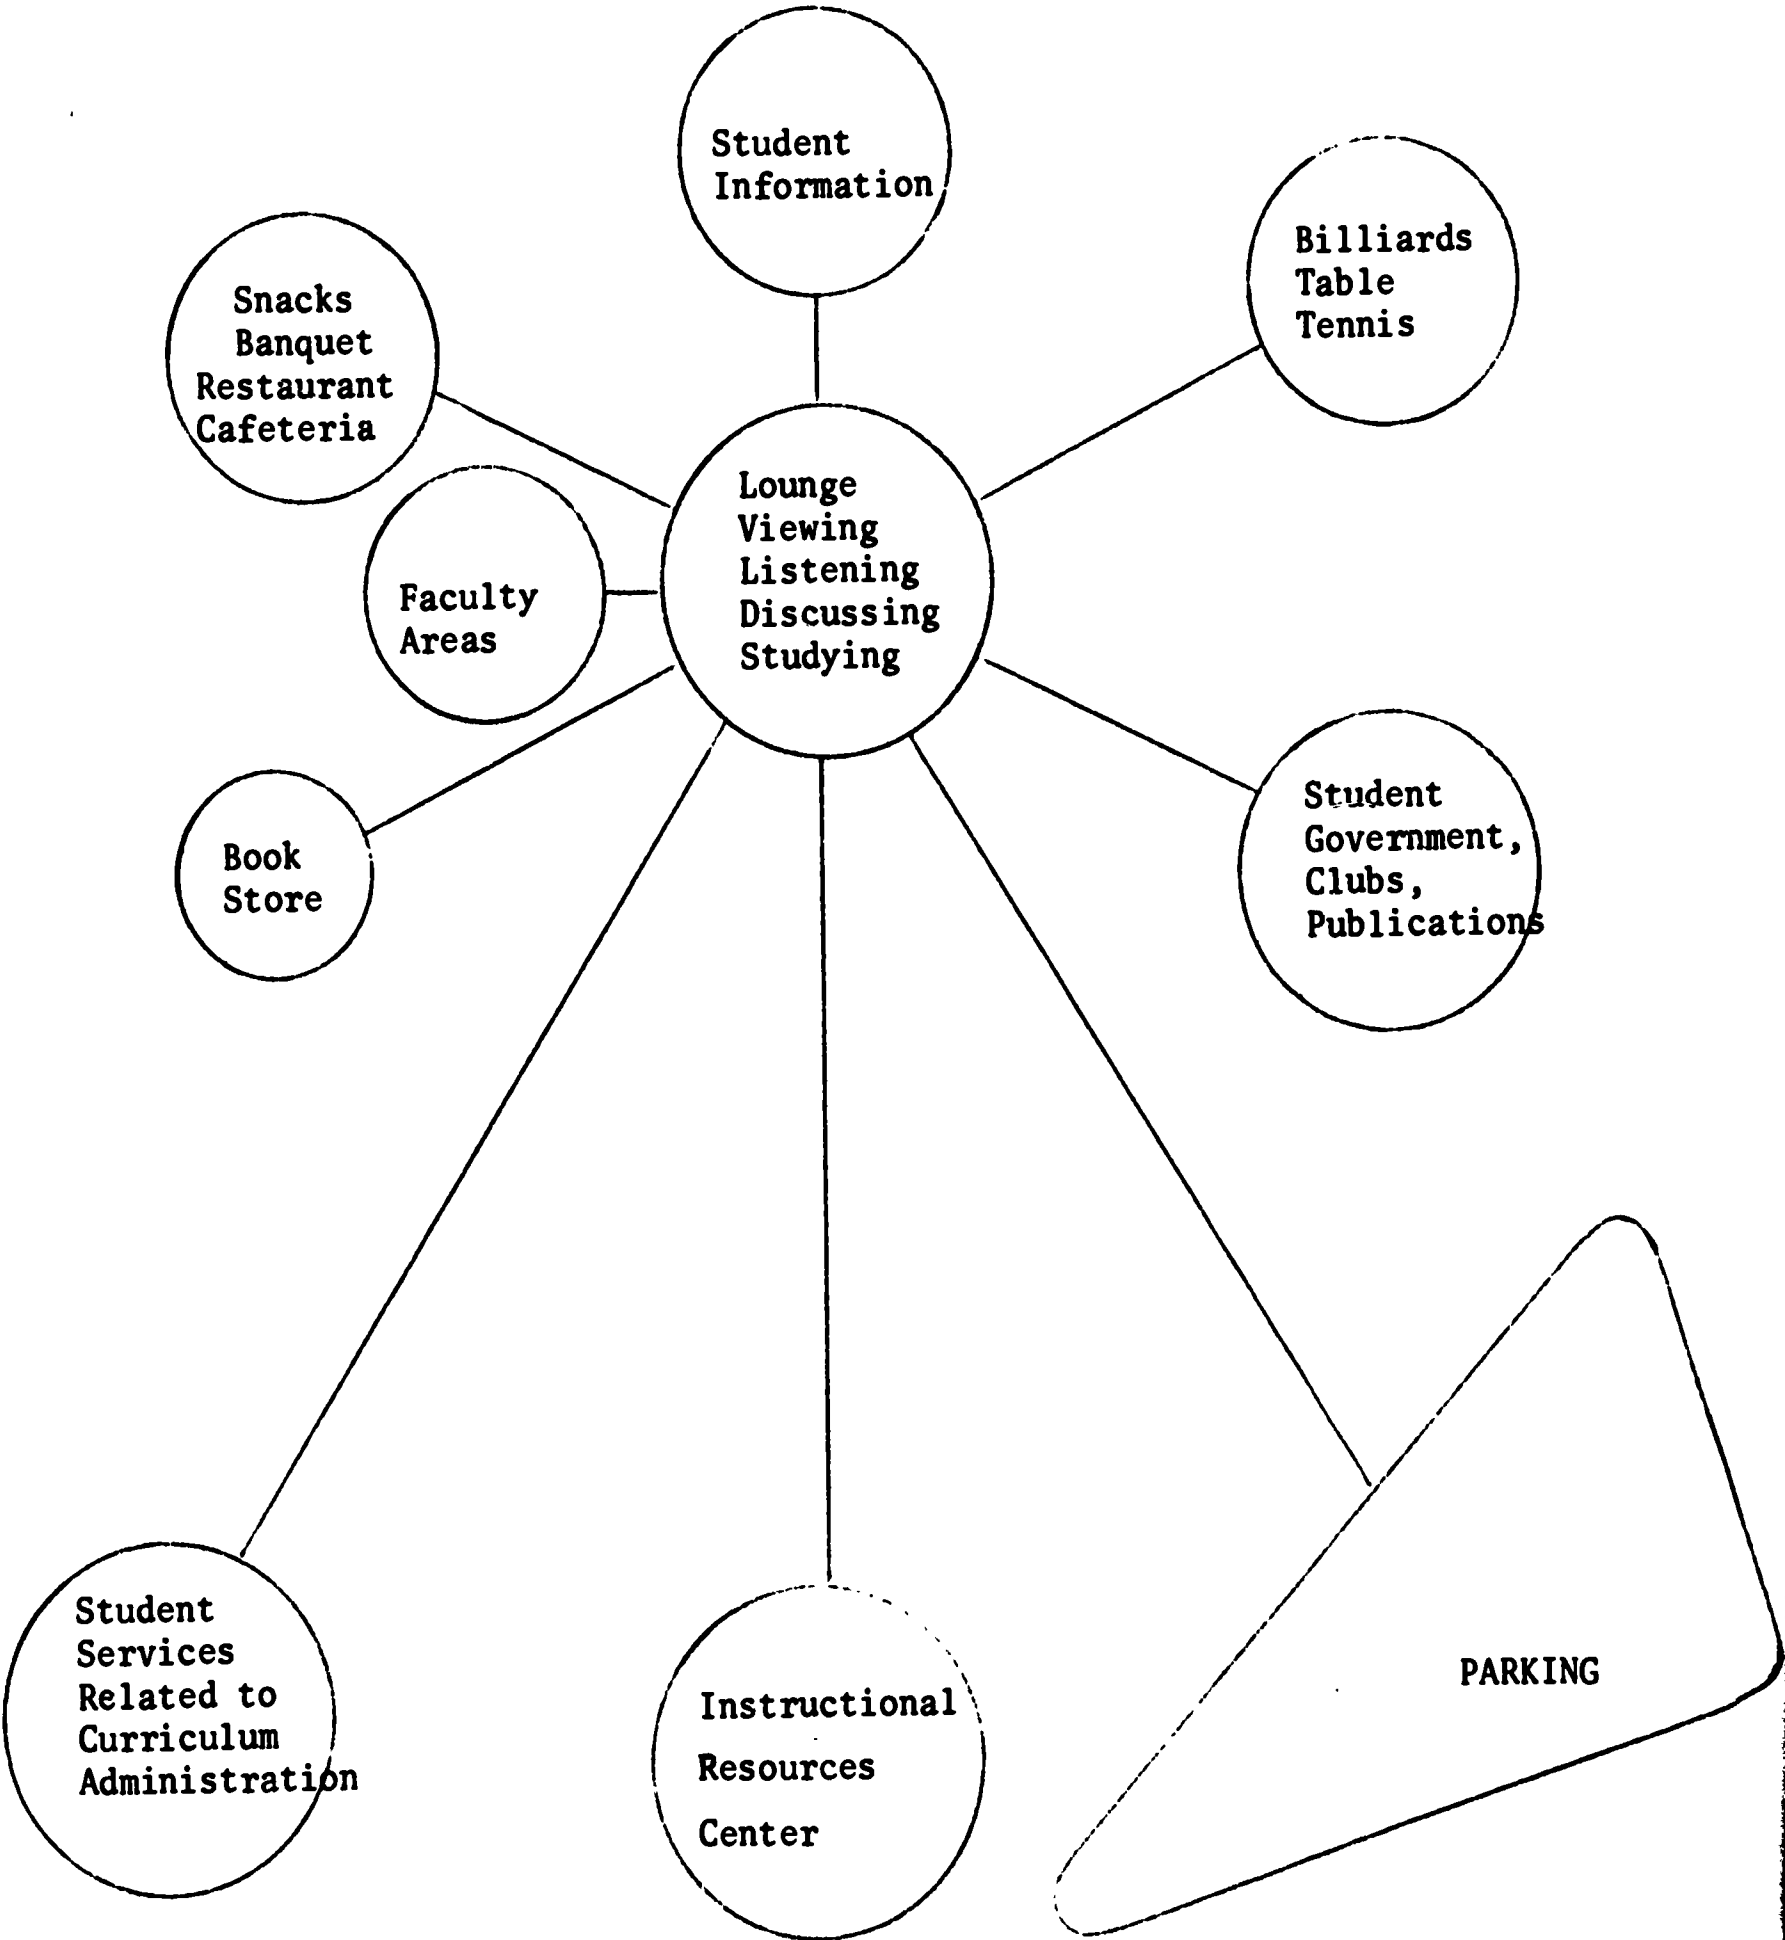 Student
Information
Billiards
Table
Tennis
Snacks
Banquet
Restaurant
Cafeteria
Lounge
Viewing
Listening
Discussing
Studying
Faculty
Areas
Book
Store
Student
Government,
Clubs,
Publications
Student
Services
Related to
Curriculum
Administration
Instructional
Resources
Center
PARKING